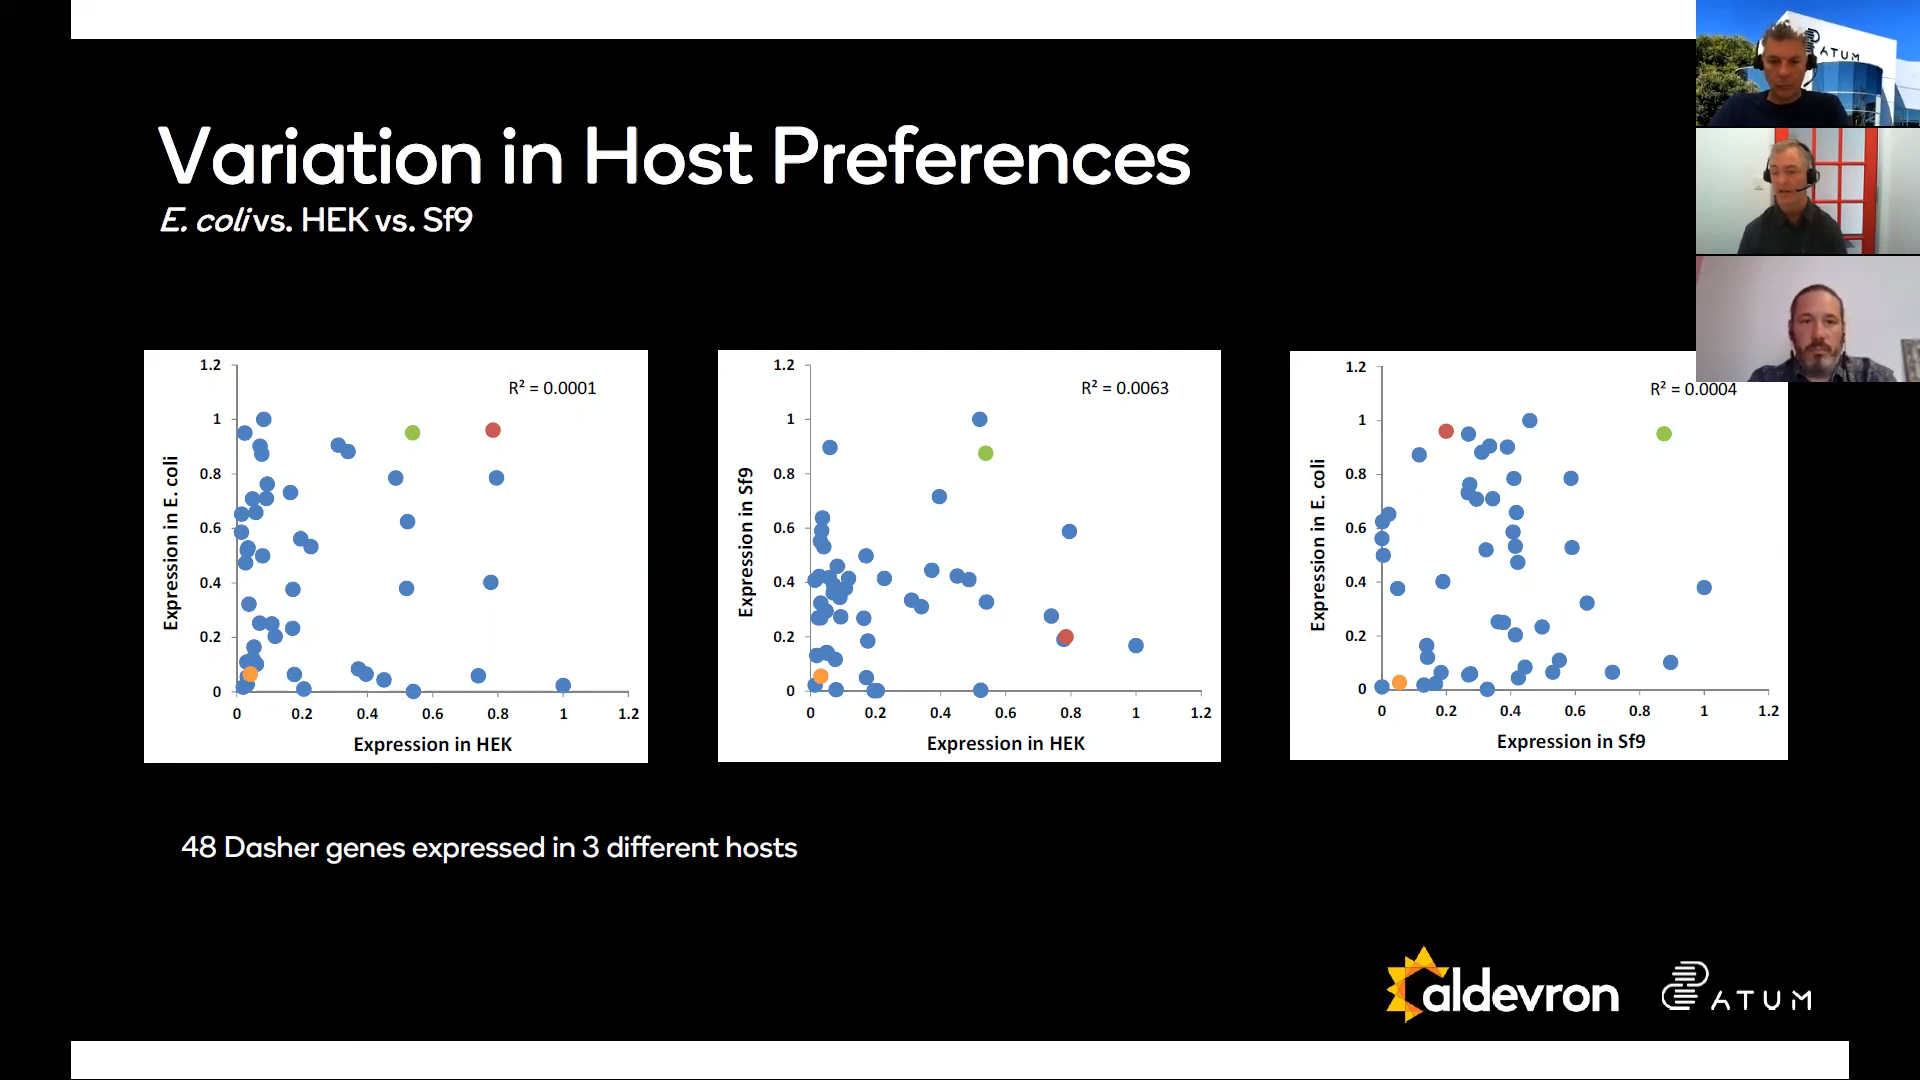 ATUM
Variation in Host Preferences
E. coli vs. HEK vs. Sf9
1.2
1
0.8
0.6
0.4
0.2
0
R² = 0.0001
Expression in E. coli
0 0.2 0.4 0.6 0.8 1 1.2
Expression in HEK
1.2
1
0.8
0.6
0.4
0.2
0
R² = 0.0063
Expression in Sf9
0 0.2 0.4 0.6 0.8 1 1.2
Expression in HEK
1.2
1
0.8
0.6
0.4
0.2
0
R² = 0.0004
Expression in E. coli
0 0.2 0.4 0.6 0.8 1 1.2
Expression in Sf9
48 Dasher genes expressed in 3 different hosts
aldevron
ATUM